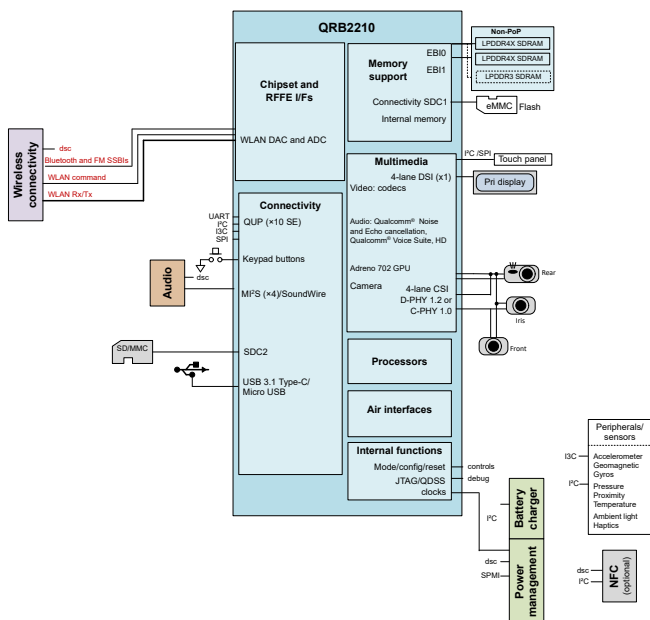 QRB2210
Non-PoP
LPDDR4X SDRAM
LPDDR4X SDRAM
LPDDR3 SDRAM
Chipset and
RFFE I/Fs
WLAN DAC and ADC
Memory
support
EBI0
EBI1
Connectivity SDC1
Internal memory
eMMC
Flash
Wireless
connectivity
dsc
Bluetooth and FM SSBIs
WLAN command
WLAN Rx/Tx
Multimedia
4-lane DSI (x1)
Video: codecs
Audio: Qualcomm® Noise
and Echo cancellation,
Qualcomm® Voice Suite, HD
Adreno 702 GPU
Camera
4-lane CSI
D-PHY 1.2 or
C-PHY 1.0
I²C /SPI
Touch panel
Pri display
Rear
Iris
Front
Connectivity
UART
I²C
I3C
SPI
QUP (×10 SE)
Keypad buttons
Audio
dsc
MI²S (×4)/SoundWire
SD/MMC
SDC2
USB 3.1 Type-C/
Micro USB
Processors
Air interfaces
Internal functions
Mode/config/reset
JTAG/QDSS
clocks
controls
debug
Battery
charger
I²C
Power
management
dsc
SPMI
Peripherals/
sensors
I3C
Accelerometer
Geomagnetic
Gyros
I²C
Pressure
Proximity
Temperature
Ambient light
Haptics
NFC
(optional)
dsc
I²C